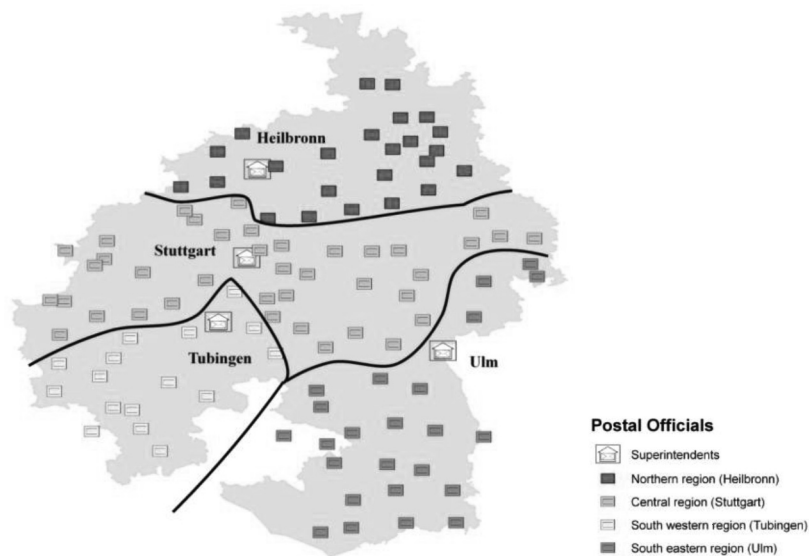 Heilbronn
Stuttgart
Tubingen
Ulm
Postal Officials
Superintendents
Northern region (Heilbronn)
Central region (Stuttgart)
South western region (Tubingen)
South eastern region (Ulm)